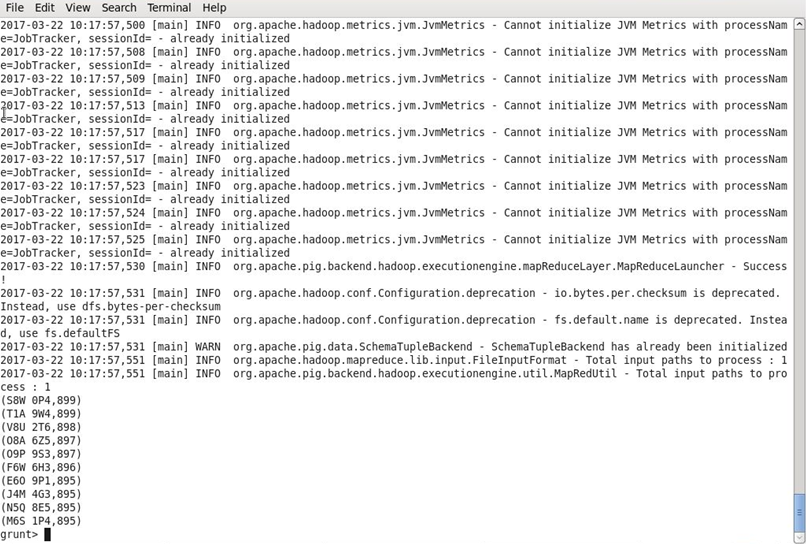 File Edit View Search Terminal Help
2017-03-22 10:17:57,500 [main] INFO  org.apache.hadoop.metrics.jvm.JvmMetrics - Cannot initialize JVM Metrics with processNam
e=JobTracker, sessionId= - already initialized
2017-03-22 10:17:57,508 [main] INFO  org.apache.hadoop.metrics.jvm.JvmMetrics - Cannot initialize JVM Metrics with processNam
e=JobTracker, sessionId= - already initialized
2017-03-22 10:17:57,509 [main] INFO  org.apache.hadoop.metrics.jvm.JvmMetrics - Cannot initialize JVM Metrics with processNam
e=JobTracker, sessionId= - already initialized
2017-03-22 10:17:57,513 [main] INFO  org.apache.hadoop.metrics.jvm.JvmMetrics - Cannot initialize JVM Metrics with processNam
e=JobTracker, sessionId= - already initialized
2017-03-22 10:17:57,517 [main] INFO  org.apache.hadoop.metrics.jvm.JvmMetrics - Cannot initialize JVM Metrics with processNam
e=JobTracker, sessionId= - already initialized
2017-03-22 10:17:57,517 [main] INFO  org.apache.hadoop.metrics.jvm.JvmMetrics - Cannot initialize JVM Metrics with processNam
e=JobTracker, sessionId= - already initialized
2017-03-22 10:17:57,523 [main] INFO  org.apache.hadoop.metrics.jvm.JvmMetrics - Cannot initialize JVM Metrics with processNam
e=JobTracker, sessionId= - already initialized
2017-03-22 10:17:57,524 [main] INFO  org.apache.hadoop.metrics.jvm.JvmMetrics - Cannot initialize JVM Metrics with processNam
e=JobTracker, sessionId= - already initialized
2017-03-22 10:17:57,525 [main] INFO  org.apache.hadoop.metrics.jvm.JvmMetrics - Cannot initialize JVM Metrics with processNam
e=JobTracker, sessionId= - already initialized
2017-03-22 10:17:57,530 [main] INFO  org.apache.pig.backend.hadoop.executionengine.mapReduceLayer.MapReduceLauncher - Success
!
2017-03-22 10:17:57,531 [main] INFO  org.apache.hadoop.conf.Configuration.deprecation - io.bytes.per.checksum is deprecated.
Instead, use dfs.bytes-per-checksum
2017-03-22 10:17:57,531 [main] INFO  org.apache.hadoop.conf.Configuration.deprecation - fs.default.name is deprecated. Instea
d, use fs.defaultFS
2017-03-22 10:17:57,531 [main] WARN  org.apache.pig.data.SchemaTupleBackend - SchemaTupleBackend has already been initialized
2017-03-22 10:17:57,551 [main] INFO  org.apache.hadoop.mapreduce.lib.input.FileInputFormat - Total input paths to process : 1
2017-03-22 10:17:57,551 [main] INFO  org.apache.pig.backend.hadoop.executionengine.util.MapRedUtil - Total input paths to pro
cess : 1
(S8W 0P4,899)
(T1A 9W4,899)
(V8U 2T6,898)
(O8A 6Z5,897)
(O9P 9S3,897)
(F6W 6H3,896)
(E6O 9P1,895)
(J4M 4G3,895)
(N5Q 8E5,895)
(M6S 1P4,895)
grunt>